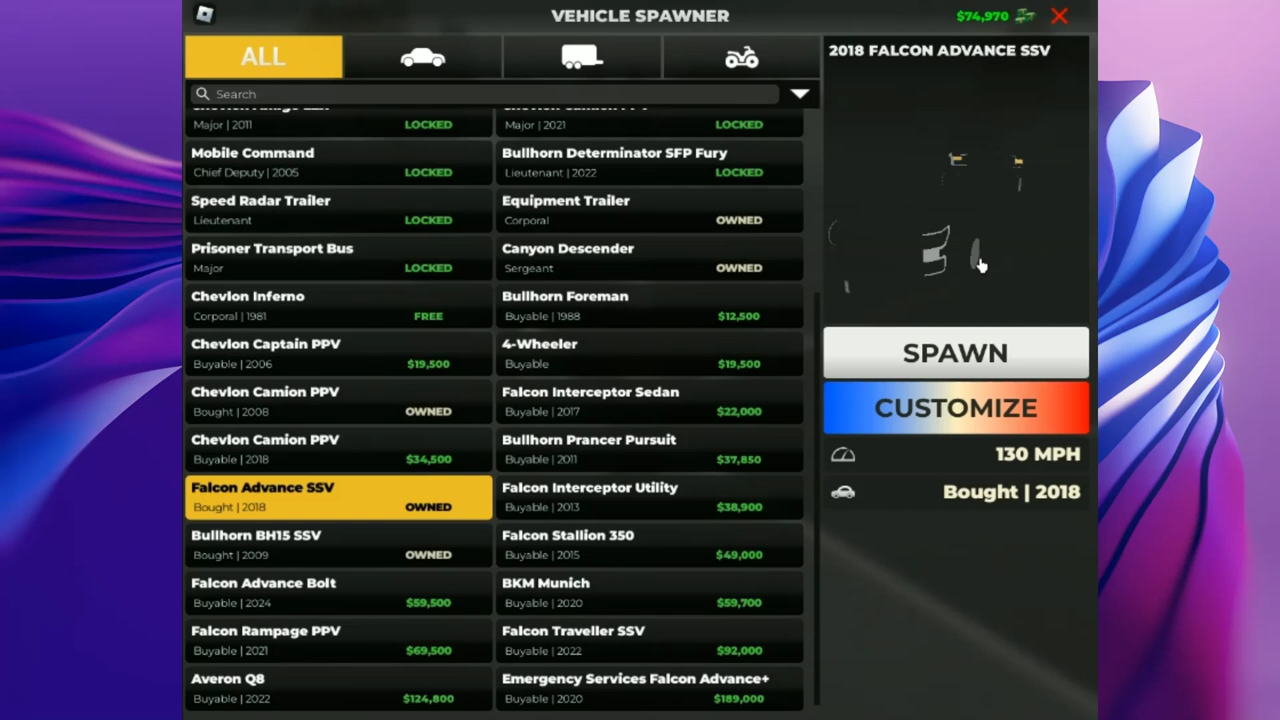 VEHICLE SPAWNER
$74,970
ALL
Search
Major | 2011 LOCKED
Major | 2021 LOCKED
Mobile Command
Chief Deputy | 2005 LOCKED
Bullhorn Determinator SFP Fury
Lieutenant | 2022 LOCKED
Speed Radar Trailer
Lieutenant LOCKED
Equipment Trailer
Corporal OWNED
Prisoner Transport Bus
Major LOCKED
Canyon Descender
Sergeant OWNED
Chevlon Inferno
Corporal | 1981 FREE
Bullhorn Foreman
Buyable | 1988 $12,500
Chevlon Captain PPV
Buyable | 2006 $19,500
4-Wheeler
Buyable $19,500
Chevlon Camion PPV
Bought | 2008 OWNED
Falcon Interceptor Sedan
Buyable | 2017 $22,000
Chevlon Camion PPV
Buyable | 2018 $34,500
Bullhorn Prancer Pursuit
Buyable | 2011 $37,850
Falcon Advance SSV
Bought | 2018 OWNED
Falcon Interceptor Utility
Buyable | 2013 $38,900
Bullhorn BH15 SSV
Bought | 2009 OWNED
Falcon Stallion 350
Buyable | 2015 $49,000
Falcon Advance Bolt
Buyable | 2024 $59,500
BKM Munich
Buyable | 2020 $59,700
Falcon Rampage PPV
Buyable | 2021 $69,500
Falcon Traveller SSV
Buyable | 2022 $92,000
Averon Q8
Buyable | 2022 $124,800
Emergency Services Falcon Advance+
Buyable | 2020 $189,000
2018 FALCON ADVANCE SSV
SPAWN
CUSTOMIZE
130 MPH
Bought | 2018